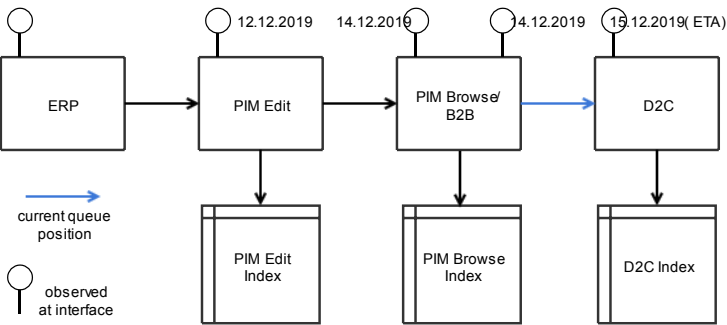 12.12.2019
14.12.2019
14.12.2019
15.12.2019( ETA)
ERP
PIM Edit
PIM Browse/
B2B
D2C
current queue
position
PIM Edit
Index
PIM Browse
Index
D2C Index
observed
at interface